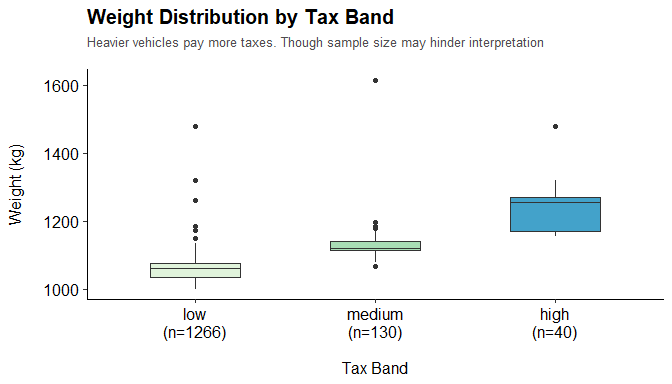 Weight Distribution by Tax Band
Heavier vehicles pay more taxes. Though sample size may hinder interpretation
Weight (kg)
1600
1400
1200
1000
low
(n=1266)
medium
(n=130)
high
(n=40)
Tax Band